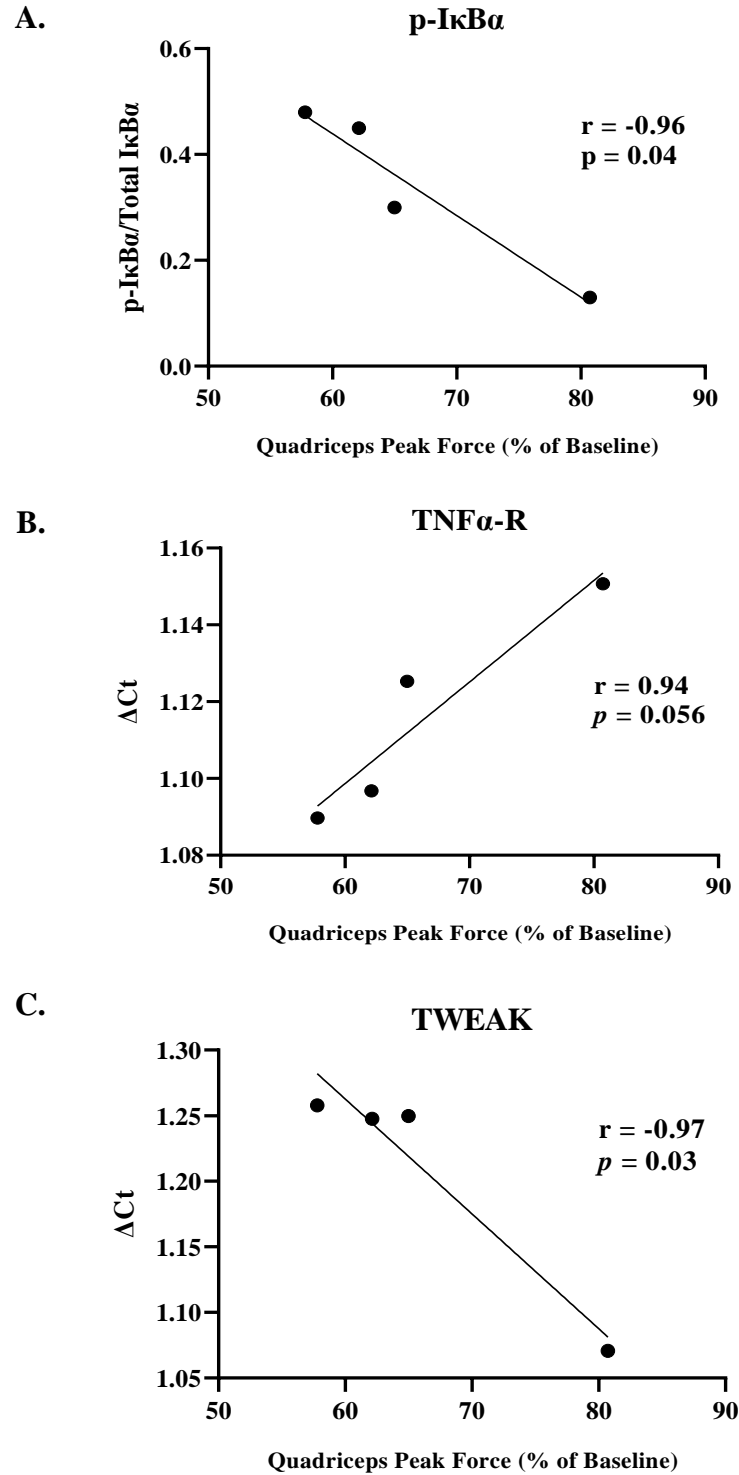 A.
p-IκBα
0.6
0.4
0.2
0.0
p-IκBα/Total IκBα
r = -0.96
p = 0.04
50 60 70 80 90
Quadriceps Peak Force (% of Baseline)
B.
TNFα-R
1.16
1.14
1.12
1.10
1.08
ΔCt
r = 0.94
p = 0.056
50 60 70 80 90
Quadriceps Peak Force (% of Baseline)
C.
TWEAK
1.30
1.25
1.20
1.15
1.10
1.05
ΔCt
r = -0.97
p = 0.03
50 60 70 80 90
Quadriceps Peak Force (% of Baseline)